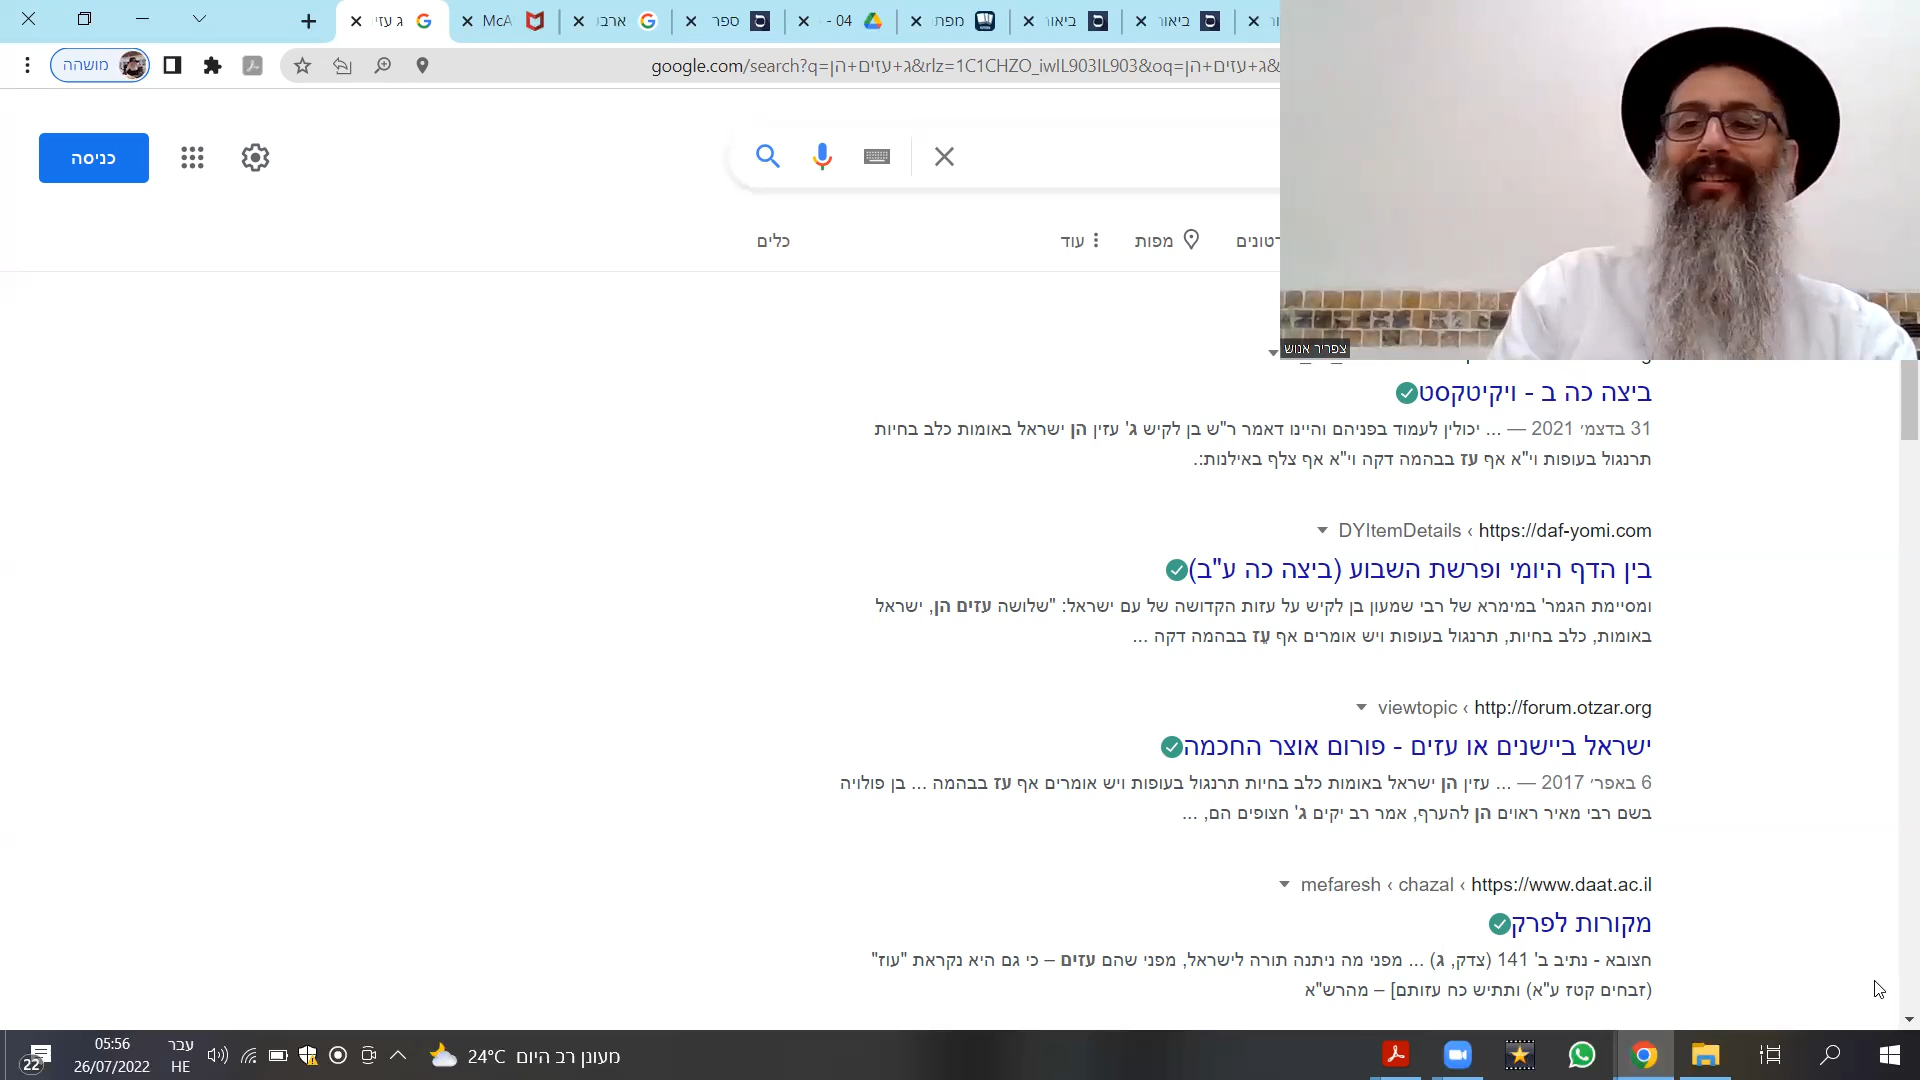 ג עזי
McA
ארב
ספר
04 -
מפת
ביאור
ביאור
google.com/search?q=ג+עזים+הן&rlz=1C1CHZO_iwIL903IL903&oq=ג+עזים+הן&
מושהה
כניסה
מפות
עוד
כלים
צפריר אנוש
ביצה כה ב - ויקיטקסט
31 בדצמ׳ 2021 — ... יכולין לעמוד בפניהם והיינו דאמר ר"ש בן לקיש ג' עזין הן ישראל באומות כלב בחיות
תרנגול בעופות וי"א אף עז בבהמה דקה וי"א אף צלף באילנות:.
https://daf-yomi.com › DYItemDetails
בין הדף היומי ופרשת השבוע (ביצה כה ע"ב)
ומסיימת הגמר' במימרא של רבי שמעון בן לקיש על עזות הקדושה של עם ישראל: "שלושה עזים הן, ישראל
באומות, כלב בחיות, תרנגול בעופות ויש אומרים אף עֵז בבהמה דקה ...
http://forum.otzar.org › viewtopic
ישראל ביישנים או עזים - פורום אוצר החכמה
6 באפר׳ 2017 — ... עזין הן ישראל באומות כלב בחיות תרנגול בעופות ויש אומרים אף עז בבהמה ... בן פולויה
בשם רבי מאיר ראוים הן להערף, אמר רב יקים ג' חצופים הם, ...
https://www.daat.ac.il › chazal › mefaresh
מקורות לפרק
חצובא - נתיב ב' 141 (צדק, ג) ... מפני מה ניתנה תורה לישראל, מפני שהם עזים – כי גם היא נקראת "עוז"
(זבחים קטז ע"א) ותתיש כח עזותם] – מהרש"א
22
05:56
26/07/2022
עבר
HE
24°C מעונן רב היום